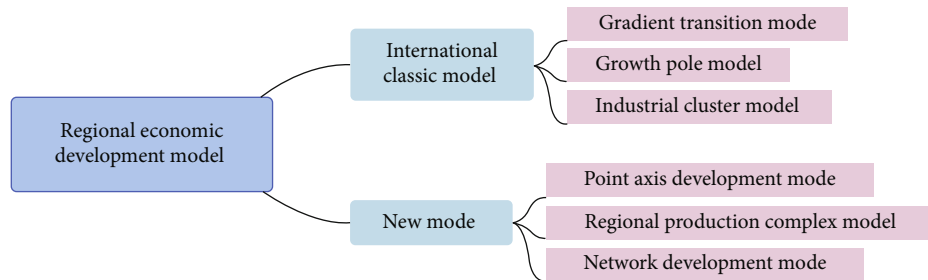 Regional economic
development model
International
classic model
Gradient transition mode
Growth pole model
Industrial cluster model
New mode
Point axis development mode
Regional production complex model
Network development mode